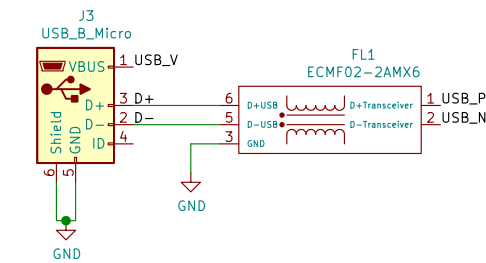 J3
USB_B_Micro
VBUS 1 USB_V
D+ 3 D+
D- 2 D-
ID 4
Shield
GND
6 5
GND
FL1
ECMF02-2AMX6
6 D+USB D+Transceiver 1 USB_P
5 D-USB D-Transceiver 2 USB_N
3 GND
GND